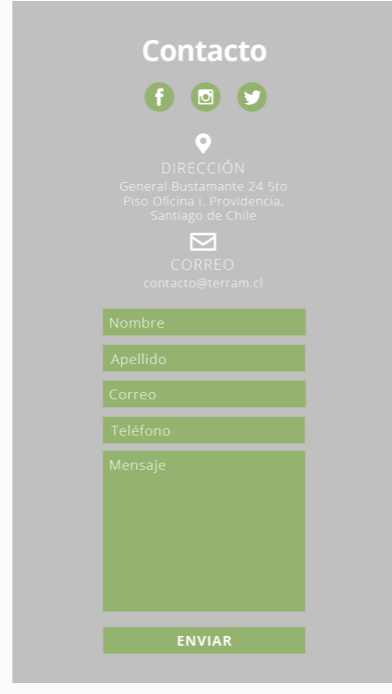 Contacto
DIRECCIÓN
General Bustamante 24 5to
Piso Oficina i. Providencia,
Santiago de Chile
CORREO
contacto@terram.cl
Nombre
Apellido
Correo
Teléfono
Mensaje
ENVIAR